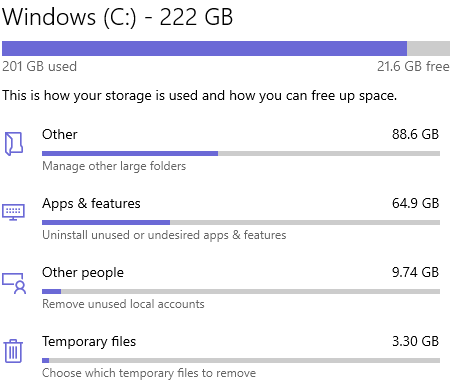 Windows (C:) - 222 GB
201 GB used 21.6 GB free
This is how your storage is used and how you can free up space.
Other 88.6 GB
Manage other large folders
Apps & features 64.9 GB
Uninstall unused or undesired apps & features
Other people 9.74 GB
Remove unused local accounts
Temporary files 3.30 GB
Choose which temporary files to remove